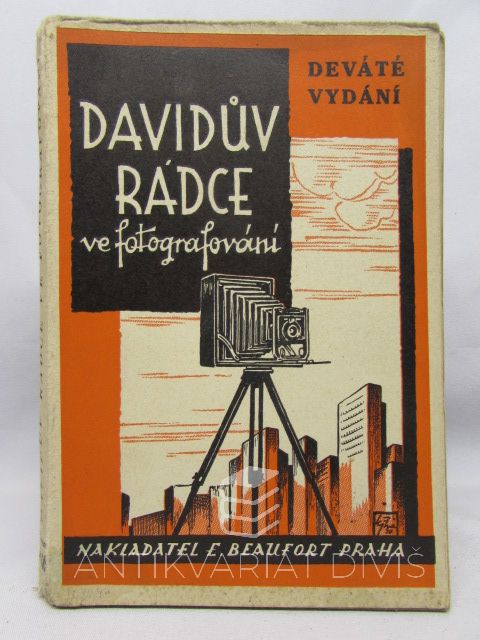 DEVÁTÉ
VYDÁNÍ
DAVIDŮV
RÁDCE
ve fotografování
NAKLADATEL E. BEAUFORT PRAHA
ANTIKVARIÁT DIVIŠ